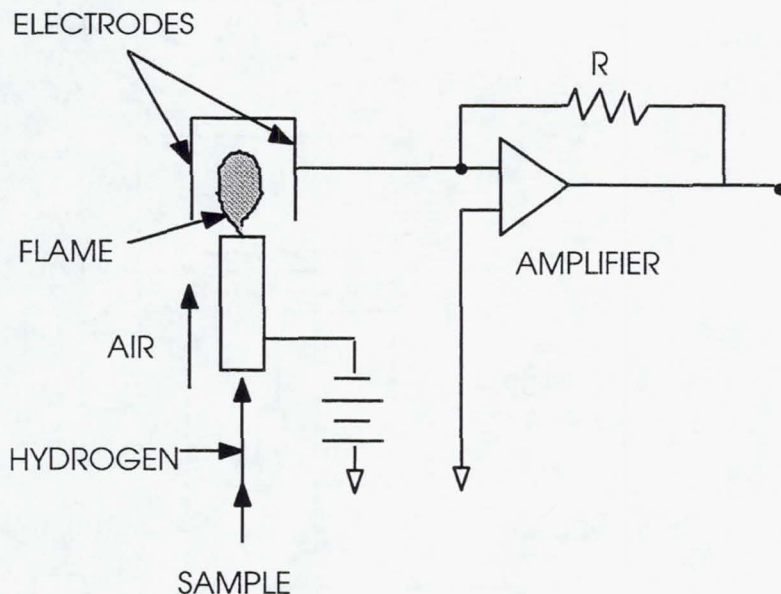 ELECTRODES
R
FLAME
AMPLIFIER
AIR
HYDROGEN
SAMPLE